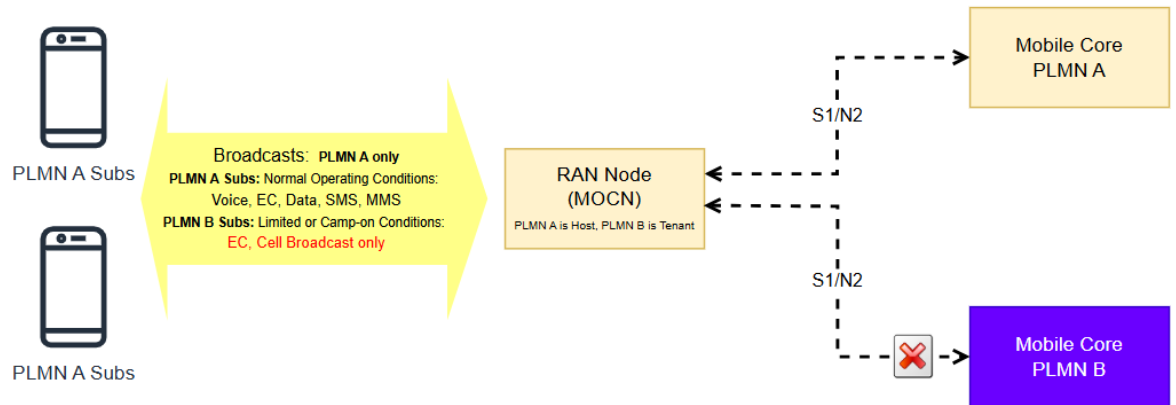 PLMN A Subs
PLMN A Subs
Broadcasts: PLMN A only
PLMN A Subs: Normal Operating Conditions:
Voice, EC, Data, SMS, MMS
PLMN B Subs: Limited or Camp-on Conditions:
EC, Cell Broadcast only
RAN Node
(MOCN)
PLMN A is Host, PLMN B is Tenant
S1/N2
S1/N2
Mobile Core
PLMN A
Mobile Core
PLMN B